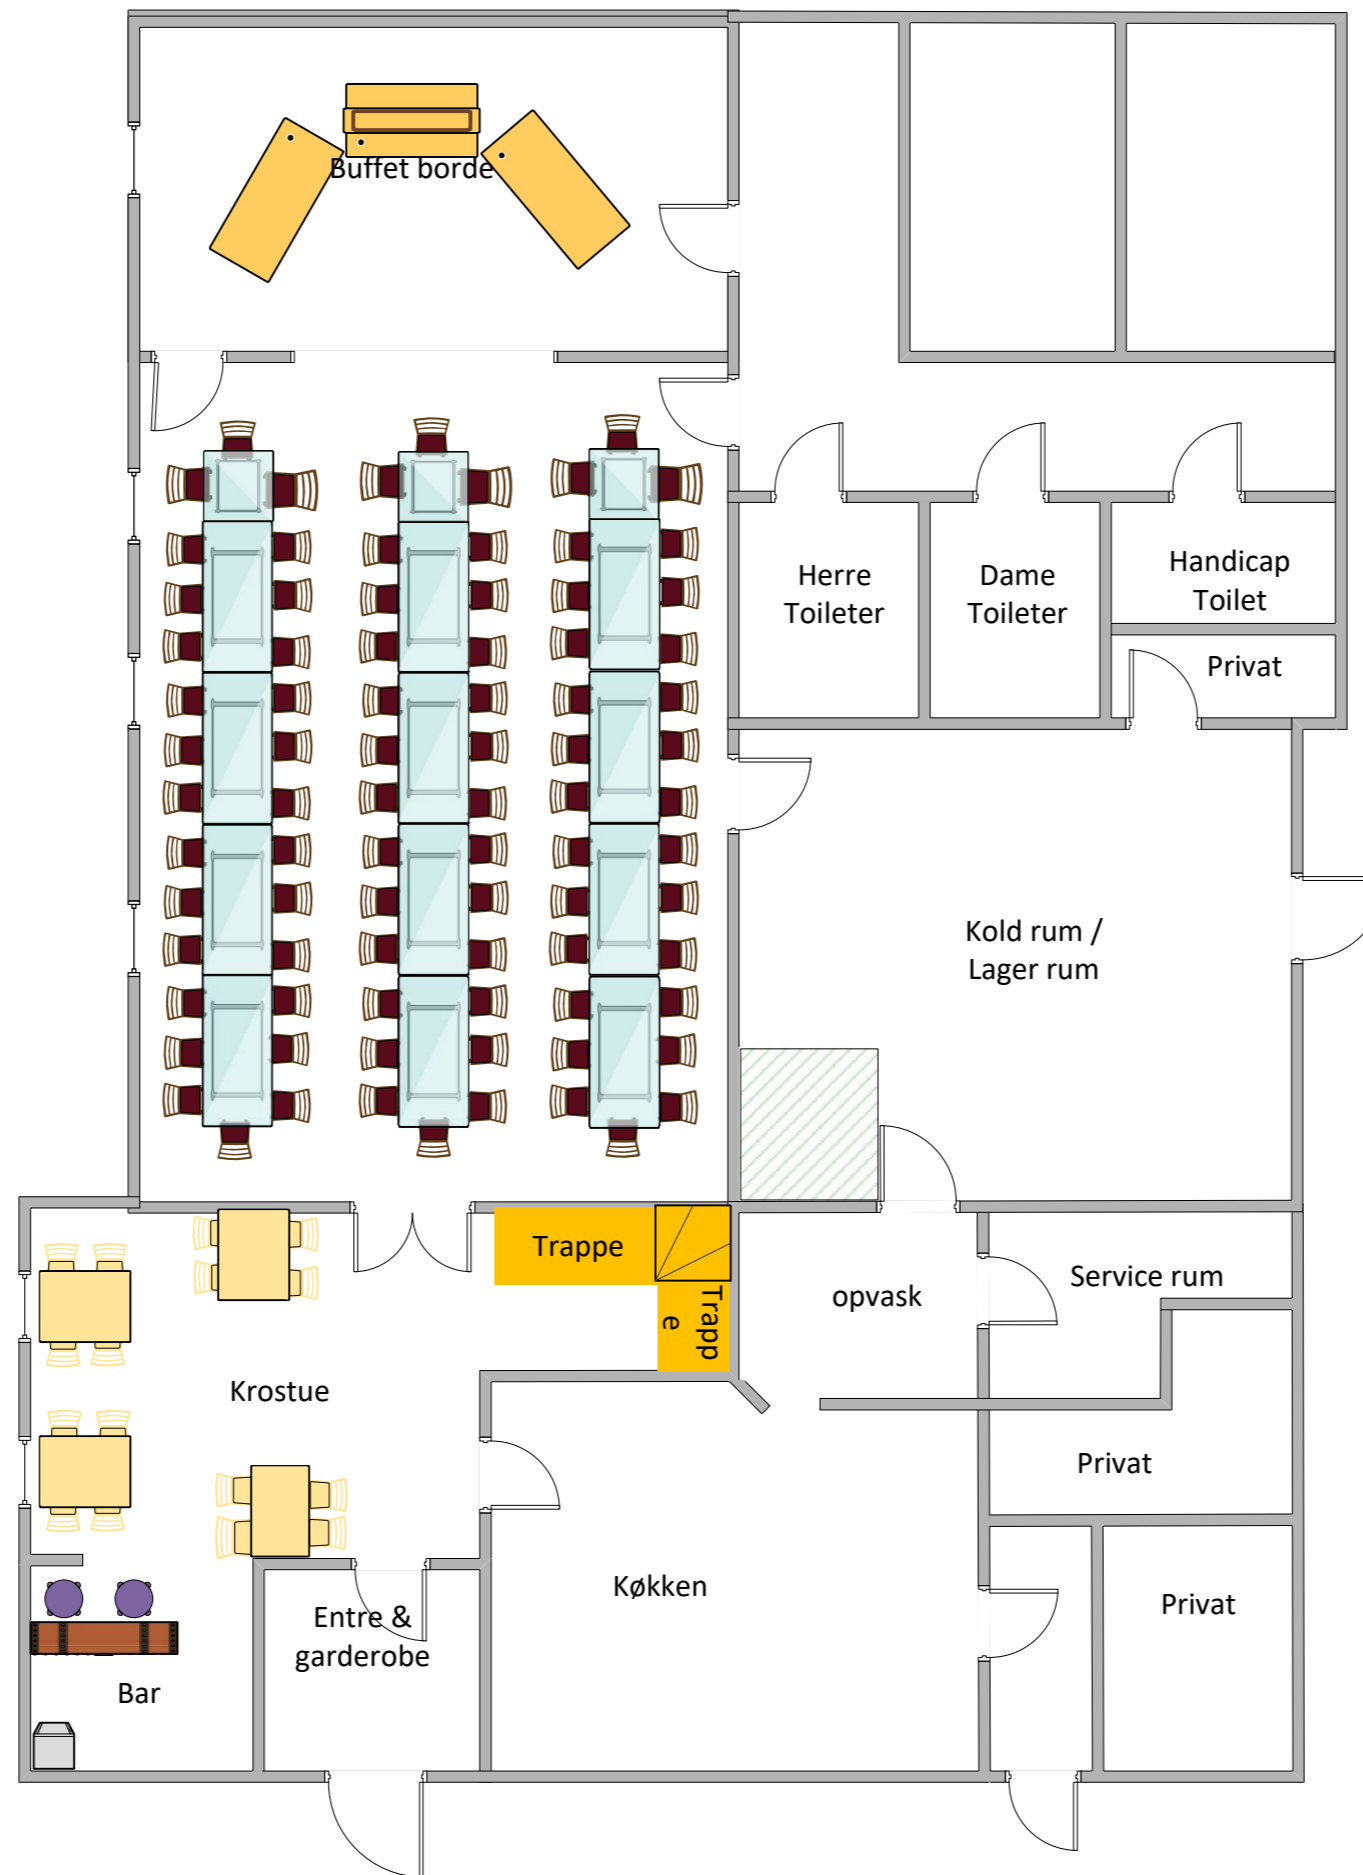 Buffet borde
Herre
Toileter
Dame
Toileter
Handicap
Toilet
Privat
Kold rum /
Lager rum
Trappe
Trapp
e
opvask
Service rum
Krostue
Privat
Køkken
Entre &
garderobe
Privat
Bar